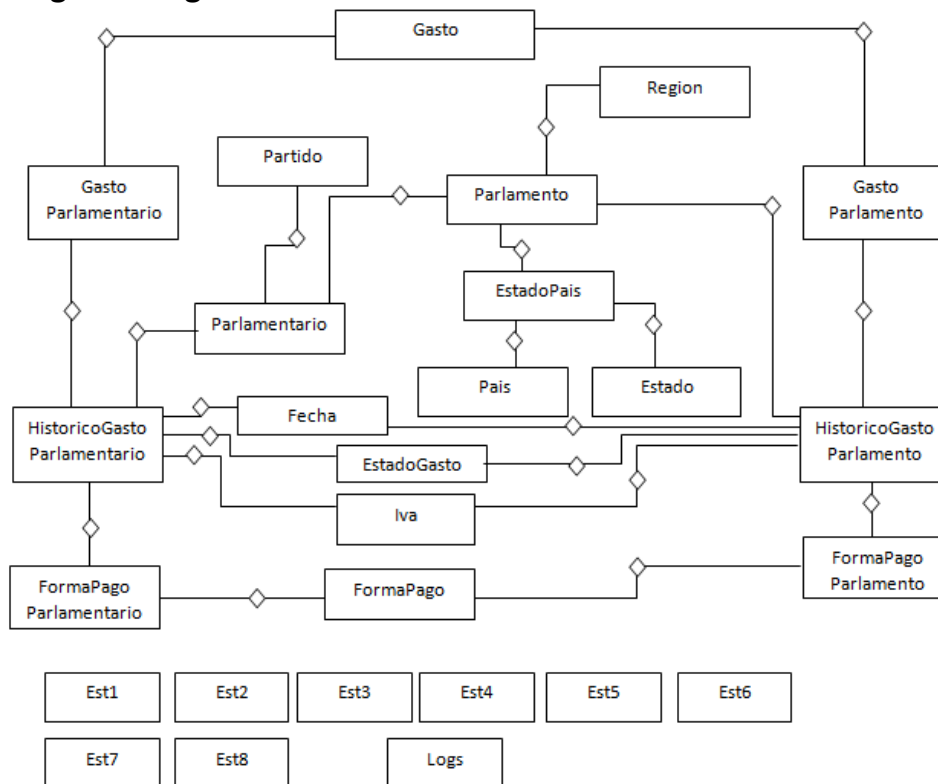 Gasto
Region
Partido
Gasto
Parlamentario
Parlamento
Gasto
Parlamento
EstadoPais
Parlamentario
Pais
Estado
Fecha
HistoricoGasto
Parlamentario
HistoricoGasto
Parlamento
EstadoGasto
Iva
FormaPago
Parlamentario
FormaPago
FormaPago
Parlamento
Est1
Est2
Est3
Est4
Est5
Est6
Est7
Est8
Logs